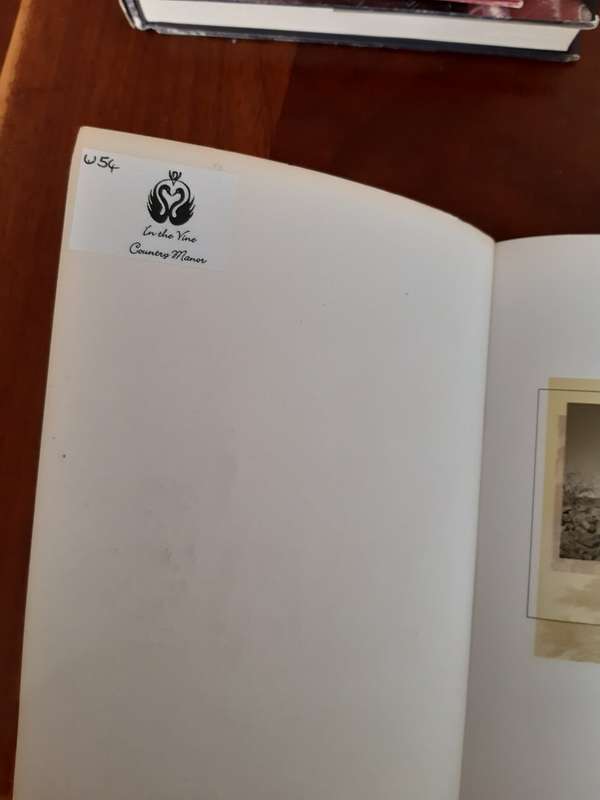 W54
In the Vine
Country Manor